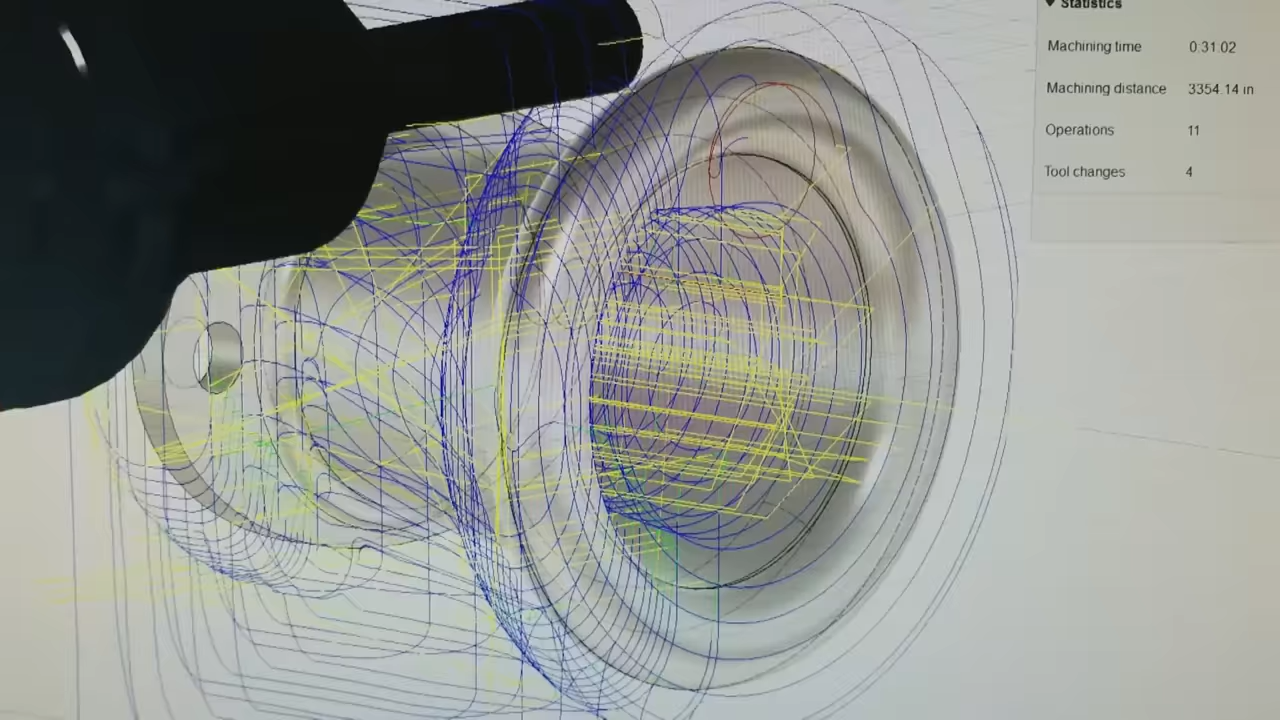 Statistics
Machining time 0:31.02
Machining distance 3354.14 in
Operations 11
Tool changes 4